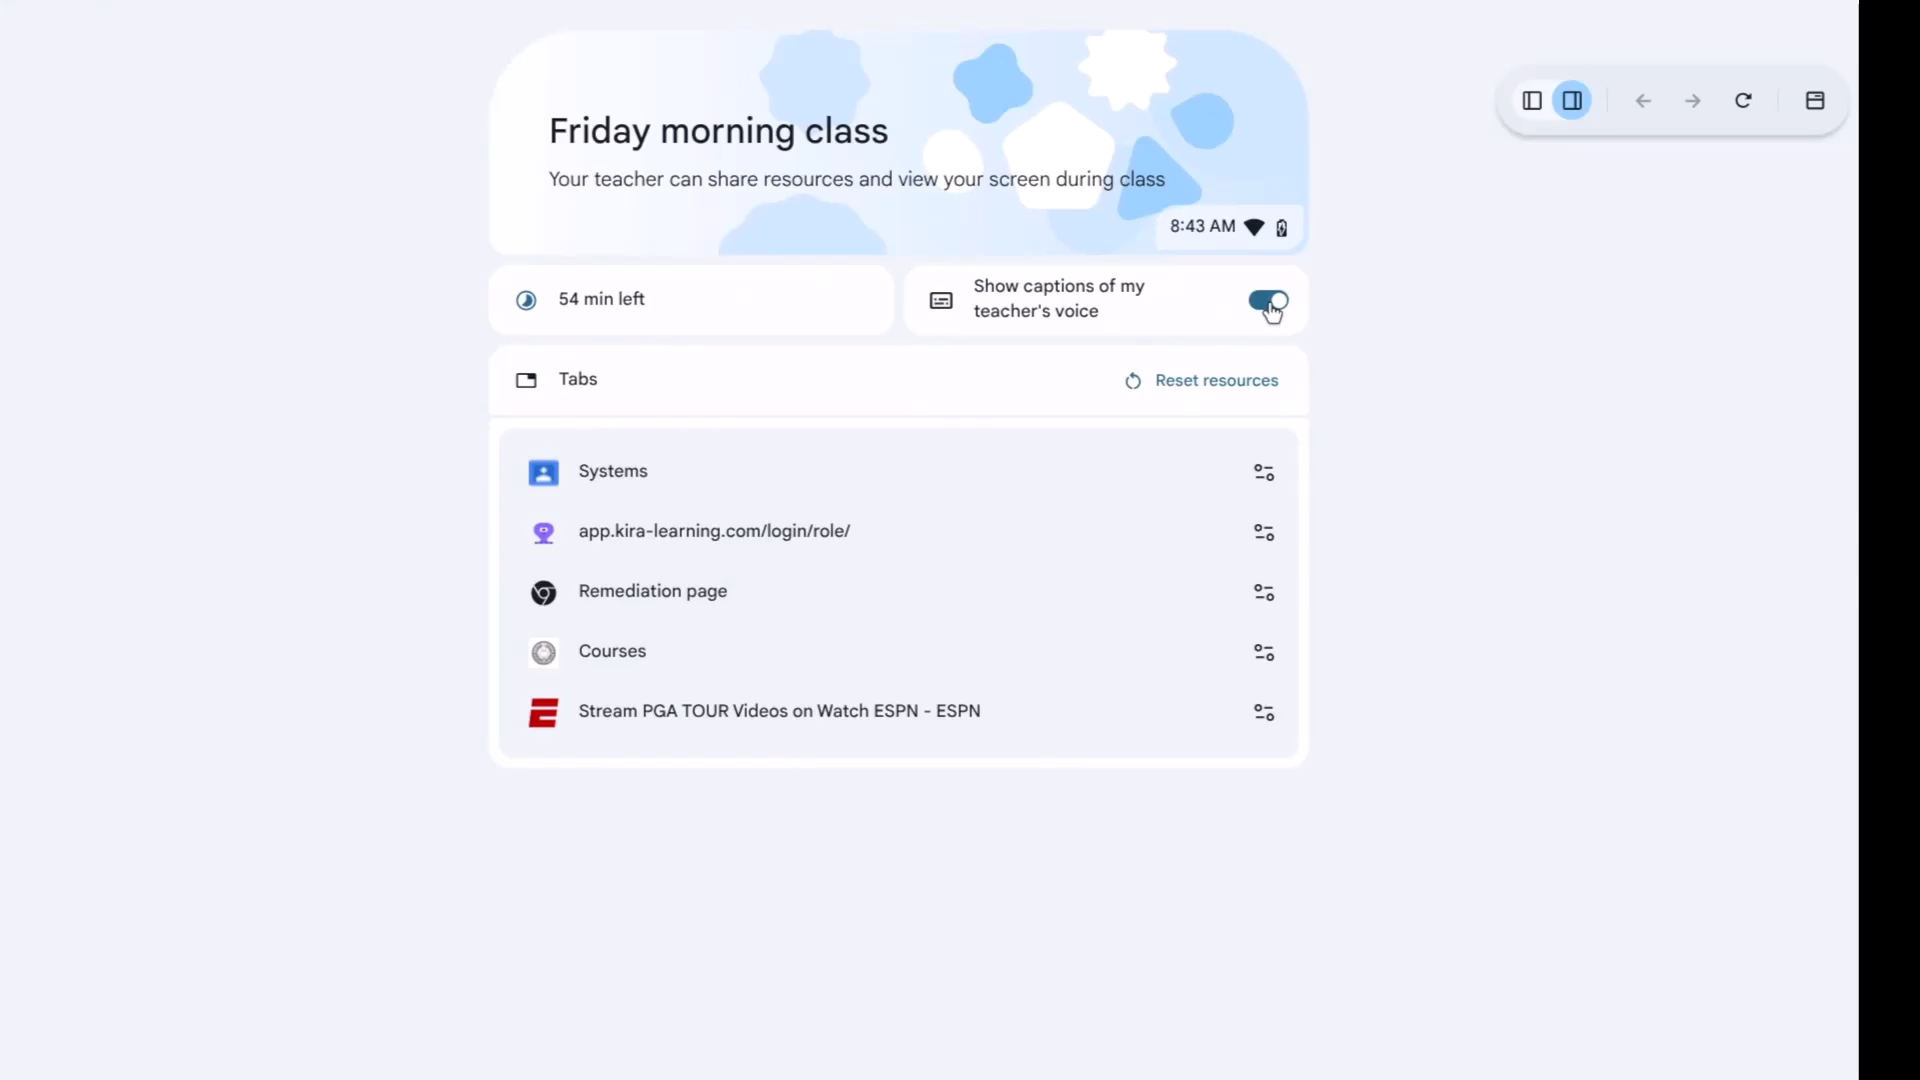 Friday morning class
Your teacher can share resources and view your screen during class
8:43 AM
54 min left
Show captions of my
teacher's voice
Tabs
Reset resources
Systems
app.kira-learning.com/login/role/
Remediation page
Courses
Stream PGA TOUR Videos on Watch ESPN - ESPN